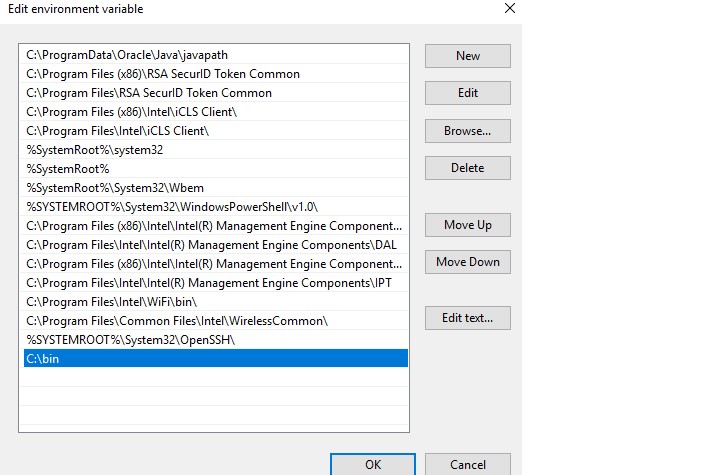 Edit environment variable
C:\ProgramData\Oracle\Java\javapath
C:\Program Files (x86)\RSA SecurID Token Common
C:\Program Files\RSA SecurID Token Common
C:\Program Files (x86)\Intel\iCLS Client\
C:\Program Files\Intel\iCLS Client\
%SystemRoot%\system32
%SystemRoot%
%SystemRoot%\System32\Wbem
%SYSTEMROOT%\System32\WindowsPowerShell\v1.0\
C:\Program Files (x86)\Intel\Intel(R) Management Engine Component...
C:\Program Files\Intel\Intel(R) Management Engine Components\DAL
C:\Program Files (x86)\Intel\Intel(R) Management Engine Component...
C:\Program Files\Intel\Intel(R) Management Engine Components\IPT
C:\Program Files\Intel\WiFi\bin\
C:\Program Files\Common Files\Intel\WirelessCommon\
%SYSTEMROOT%\System32\OpenSSH\
C:\bin
New
Edit
Browse...
Delete
Move Up
Move Down
Edit text...
OK
Cancel